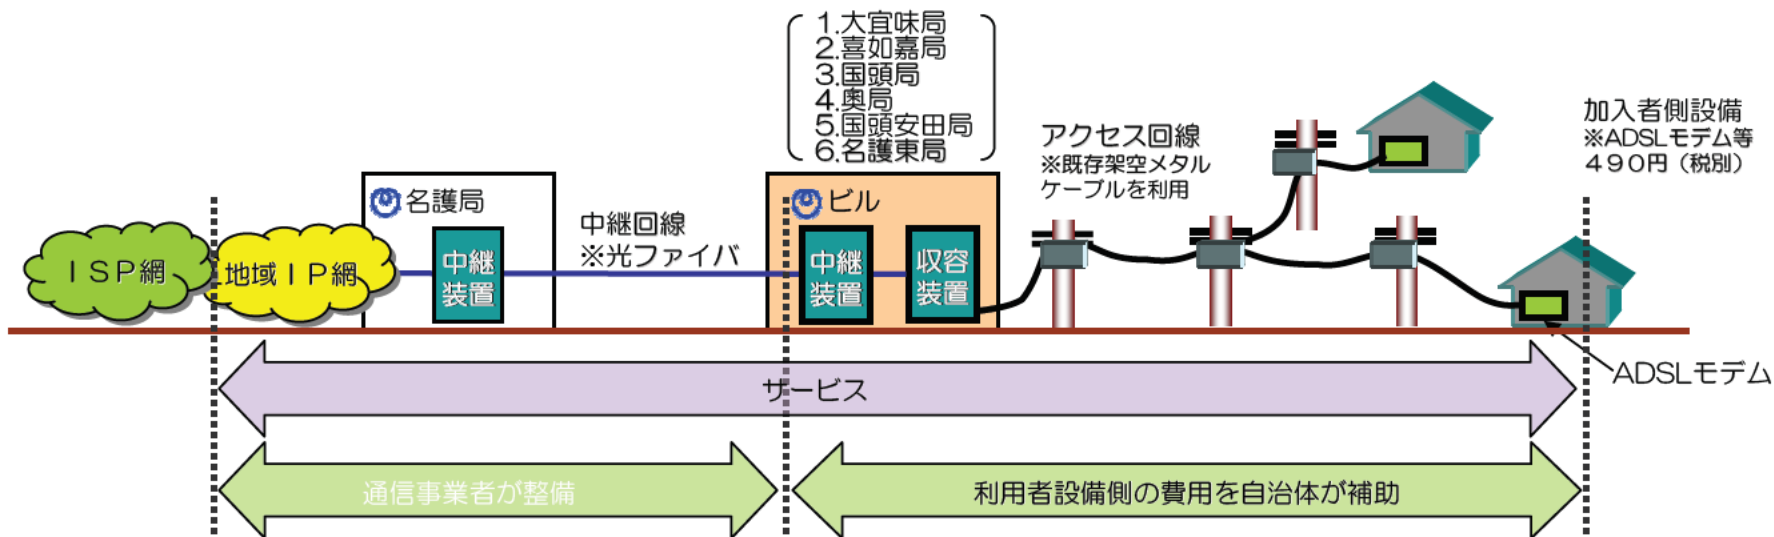 1.大宜味局
2.喜如嘉局
3.国頭局
4.奥局
5.国頭安田局
6.名護東局
アクセス回線
※既存架空メタル
ケーブルを利用
加入者側設備
※ADSLモデム等
490円（税別）
名護局
中継回線
※光ファイバ
ビル
ISP網
地域IP網
中継
装置
中継
装置
収容
装置
ADSLモデム
サービス
通信事業者が整備
利用者設備側の費用を自治体が補助